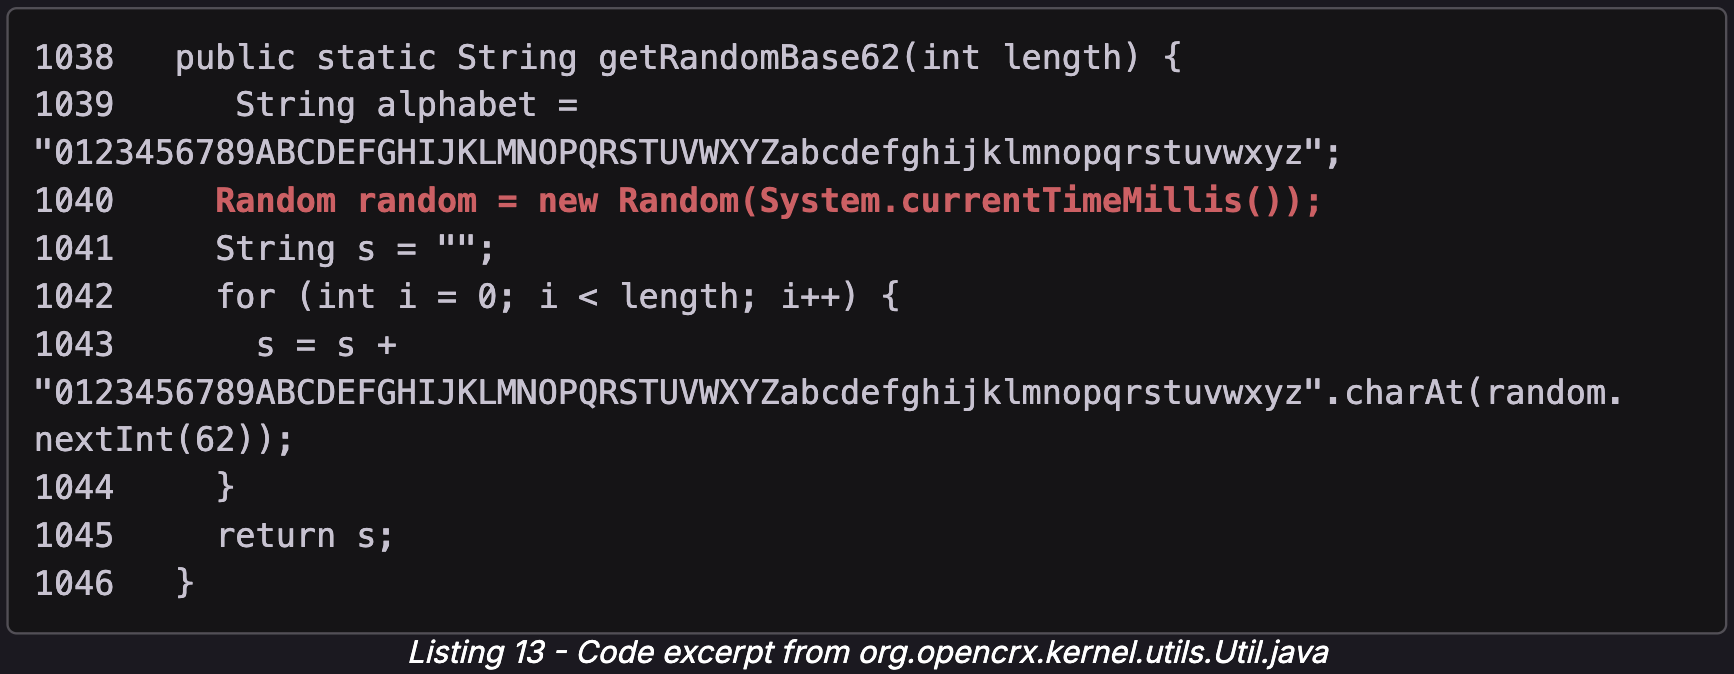 1038   public static String getRandomBase62(int length) {
1039      String alphabet =
"0123456789ABCDEFGHIJKLMNOPQRSTUVWXYZabcdefghijklmnopqrstuvwxyz";
1040     Random random = new Random(System.currentTimeMillis());
1041     String s = "";
1042     for (int i = 0; i < length; i++) {
1043       s = s +
"0123456789ABCDEFGHIJKLMNOPQRSTUVWXYZabcdefghijklmnopqrstuvwxyz".charAt(random.
nextInt(62));
1044     }
1045     return s;
1046   }
Listing 13 - Code excerpt from org.opencrx.kernel.utils.Util.java